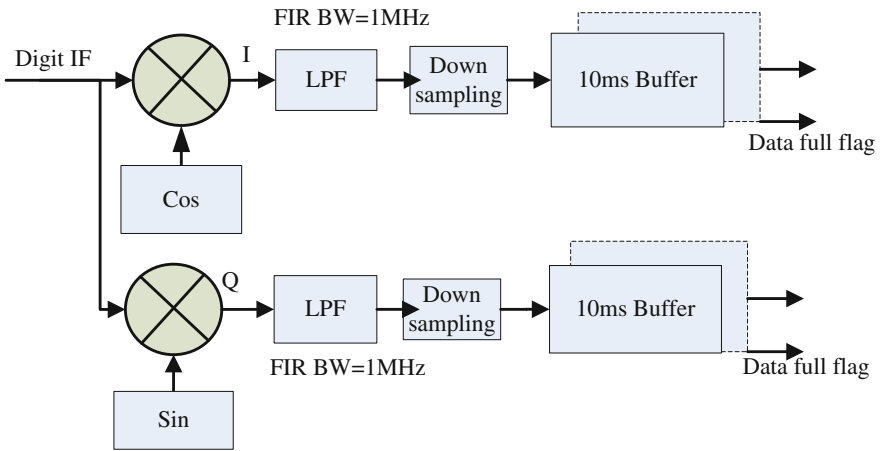 FIR BW=1MHz
Digit IF
I
LPF
Down
sampling
10ms Buffer
Data full flag
Cos
Q
LPF
Down
sampling
10ms Buffer
FIR BW=1MHz
Data full flag
Sin